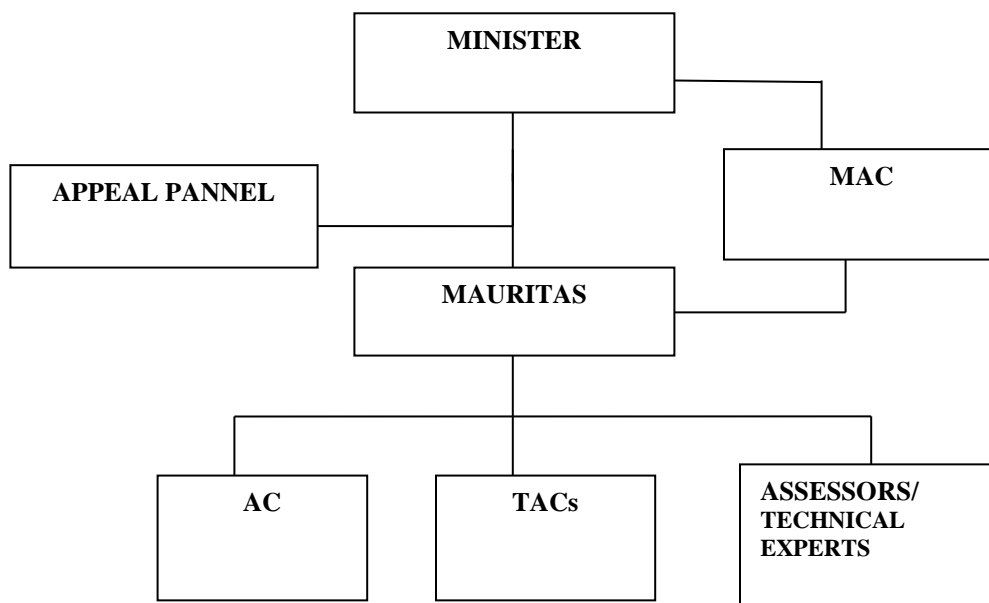 MINISTER
APPEAL PANNEL
MAC
MAURITAS
AC
TACs
ASSESSORS/
TECHNICAL
EXPERTS